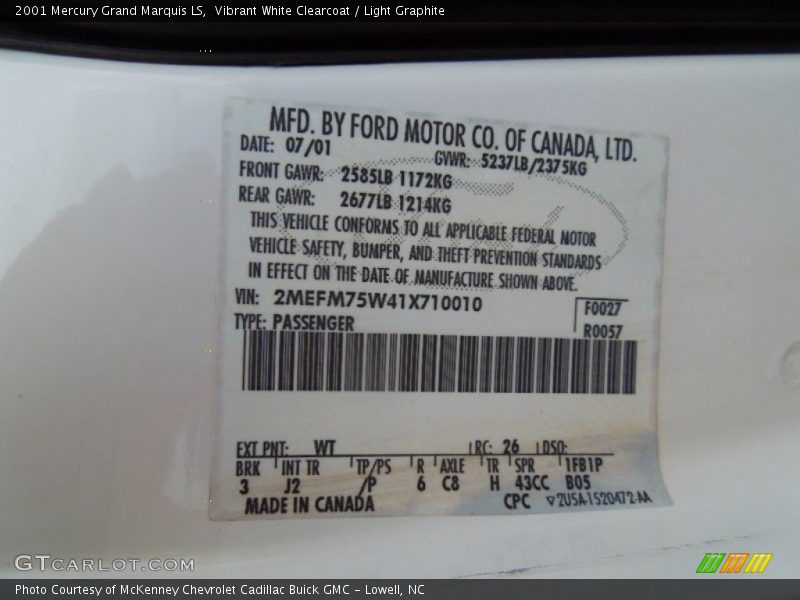 2001 Mercury Grand Marquis LS, Vibrant White Clearcoat / Light Graphite
MFD. BY FORD MOTOR CO. OF CANADA, LTD.
DATE: 07/01 GVWR: 5237LB/2375KG
FRONT GAWR: 2585LB 1172KG
REAR GAWR: 2677LB 1214KG
THIS VEHICLE CONFORMS TO ALL APPLICABLE FEDERAL MOTOR
VEHICLE SAFETY, BUMPER, AND THEFT PREVENTION STANDARDS
IN EFFECT ON THE DATE OF MANUFACTURE SHOWN ABOVE.
VIN: 2MEFM75W41X710010 F0027
TYPE: PASSENGER R0057
EXT PNT: WT RC: 26 DSO:
BRK INT TR TP/PS R AXLE TR SPR 1FB1P
3 J2 /P 6 C8 H 43CC B05
MADE IN CANADA CPC ▽2U5A-1520472-AA
GTCARLOT.COM
Photo Courtesy of McKenney Chevrolet Cadillac Buick GMC - Lowell, NC